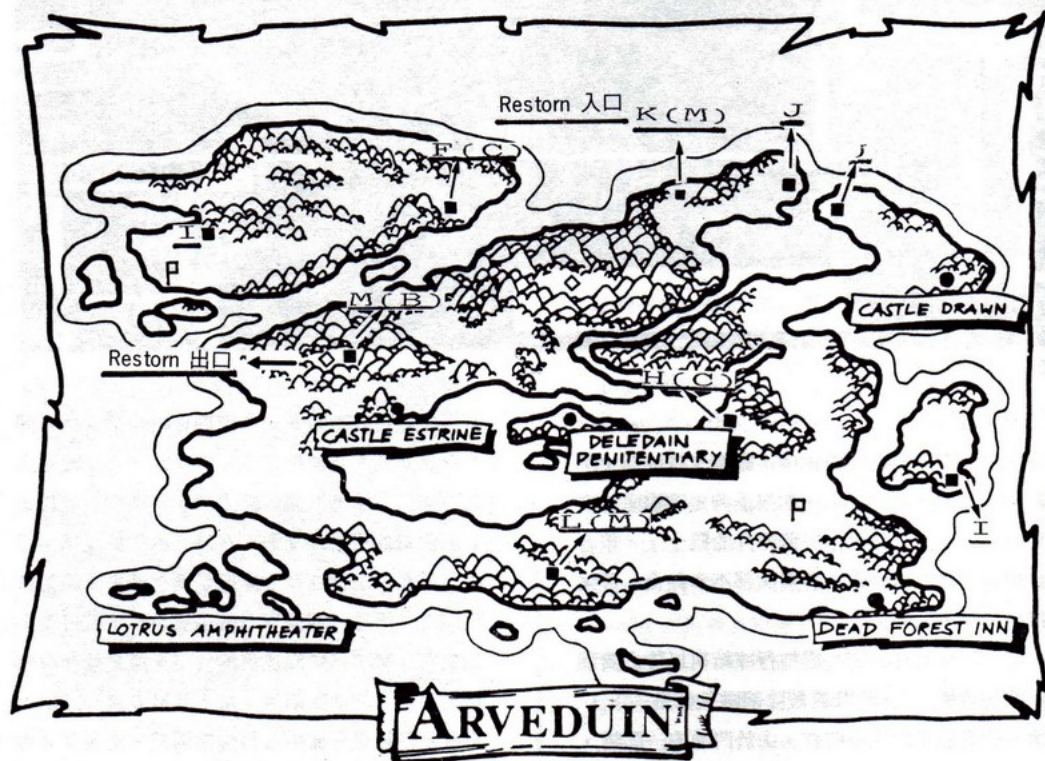 Restorn 入口
K(M)
J
F(C)
J
I
P
M(B)
CASTLE DRAWN
Restorn 出口
H(C)
CASTLE ESTRINE
DELEDAIN
PENITENTIARY
P
L(M)
I
LOTRUS AMPHITHEATER
DEAD FOREST INN
ARVEDUIN